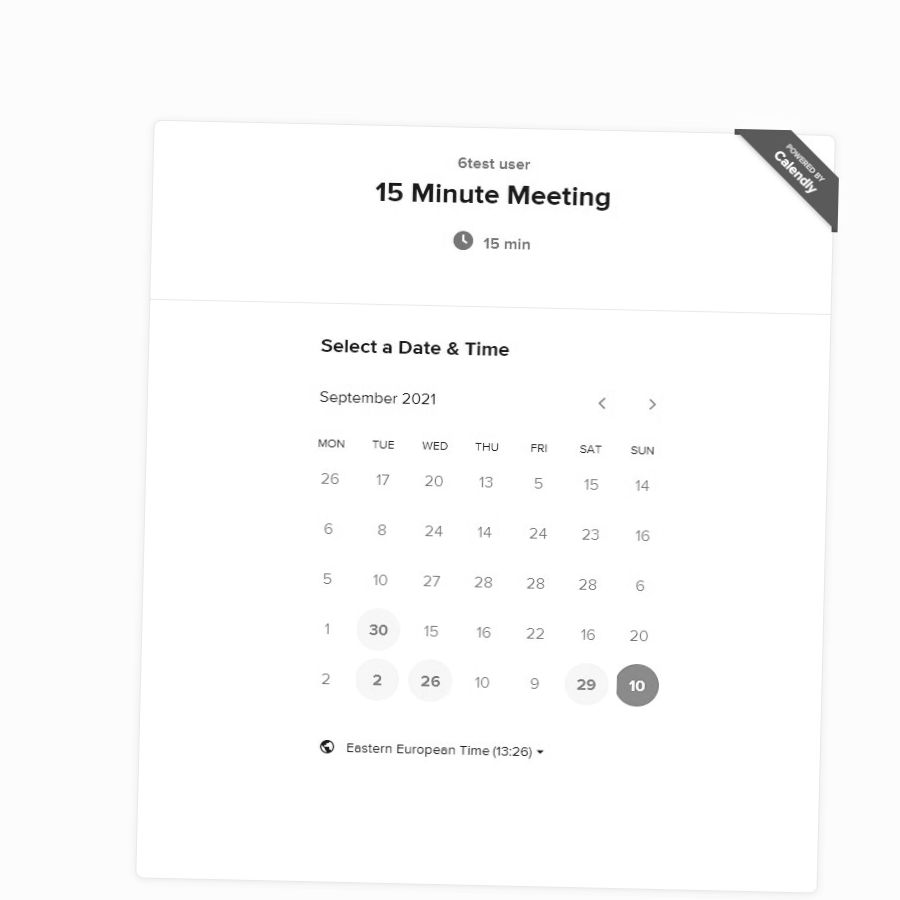 POWERED BY
Calendly
6test user
15 Minute Meeting
15 min
Select a Date & Time
September 2021
MON TUE WED THU FRI SAT SUN
26 17 20 13 5 15 14
6 8 24 14 24 23 16
5 10 27 28 28 28 6
1 30 15 16 22 16 20
2 2 26 10 9 29 10
Eastern European Time (13:26)